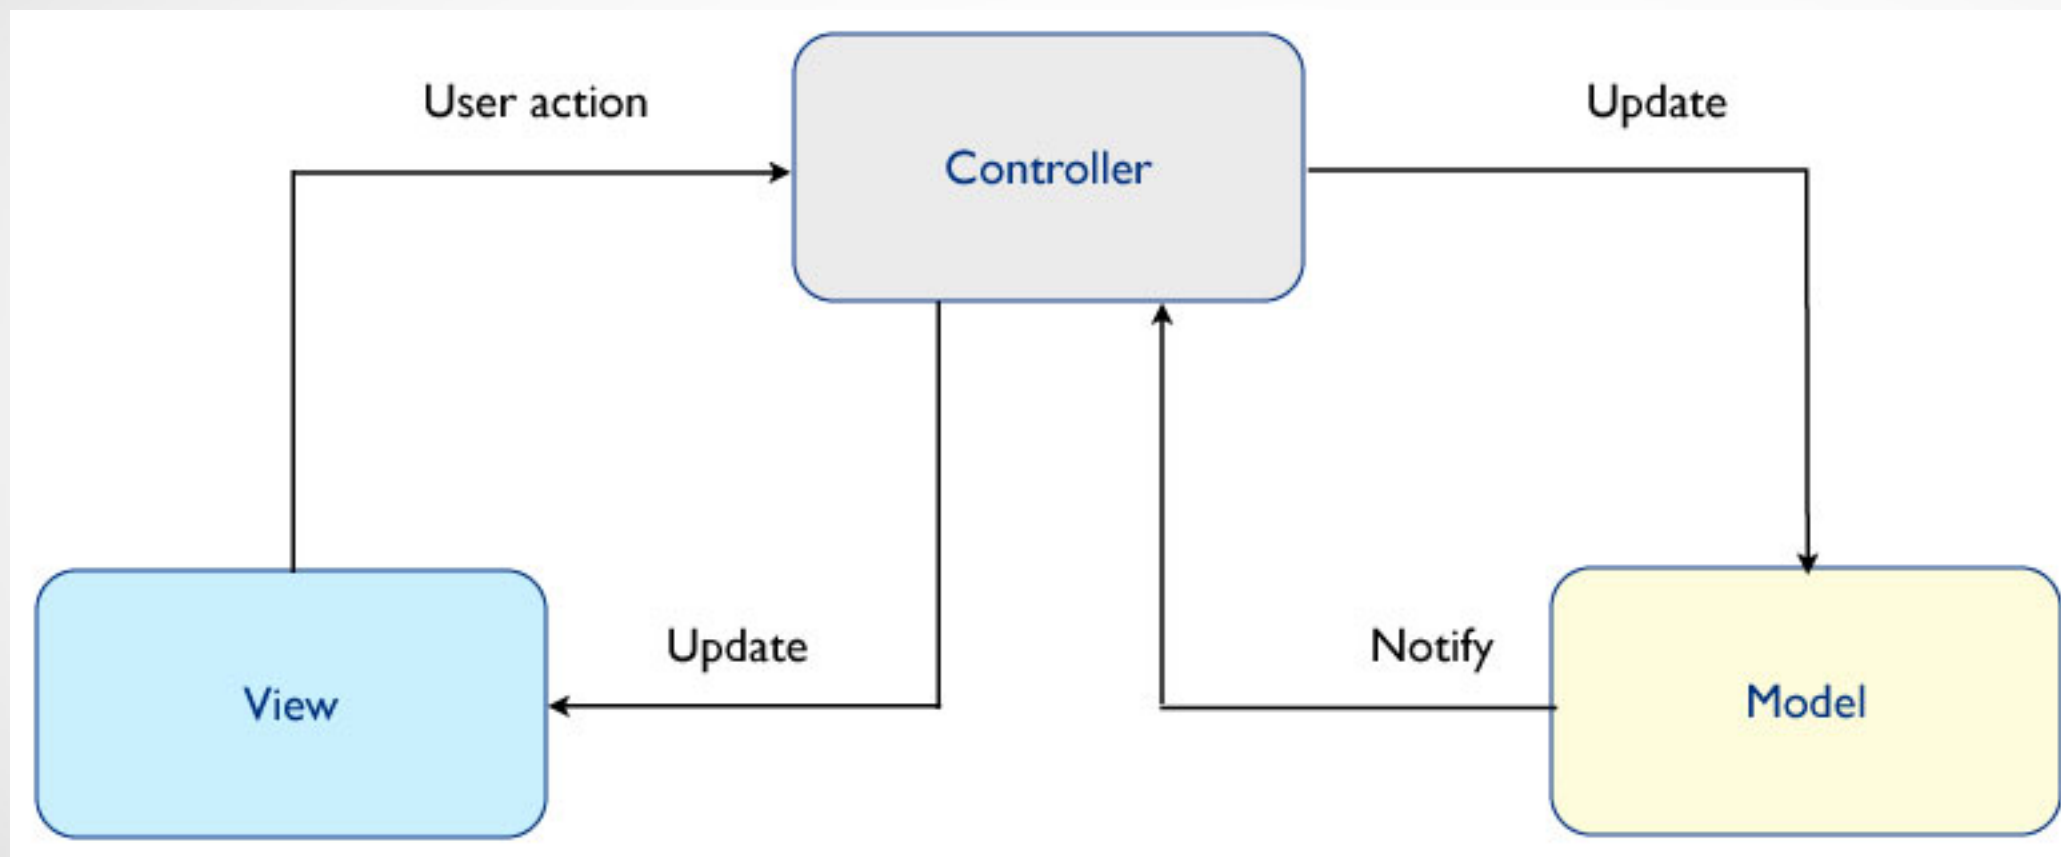 User action
Controller
Update
View
Update
Notify
Model